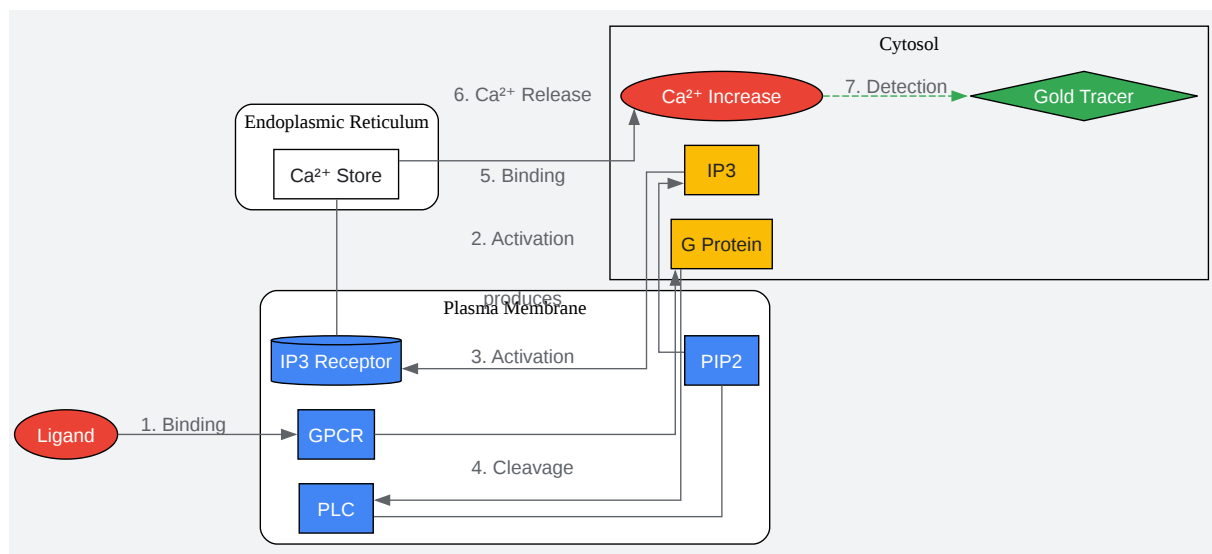 Cytosol
6. Ca²⁺ Release
Ca²⁺ Increase
7. Detection
Gold Tracer
Endoplasmic Reticulum
Ca²⁺ Store
5. Binding
IP3
2. Activation
G Protein
produces
Plasma Membrane
IP3 Receptor
3. Activation
PIP2
Ligand
1. Binding
GPCR
4. Cleavage
PLC